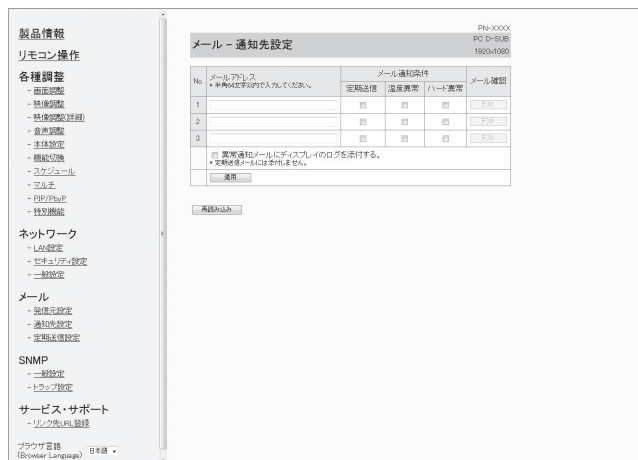 製品情報
リモコン操作
各種調整
- 画面調整
- 映像調整
- 映像調整(詳細)
- 音声調整
- 本体設定
- 機能切換
- スケジュール
- マルチ
- PIP/PbyP
- 特別機能
ネットワーク
- LAN設定
- セキュリティ設定
- 一般設定
メール
- 発信元設定
- 通知先設定
- 定期送信設定
SNMP
- 一般設定
- トラップ設定
サービス・サポート
- リンク先URL登録
ブラウザ言語
(Browser Language) 日本語
PN-XXXX
メール - 通知先設定
PC D-SUB
1920x1080
No. メールアドレス
* 半角64文字以内で入力してください。
メール通知条件
定期送信 温度異常 ハード異常
メール確認
1 テスト
2 テスト
3 テスト
異常通知メールにディスプレイのログを添付する。
* 定期送信メールには添付しません。
適用
再読み込み